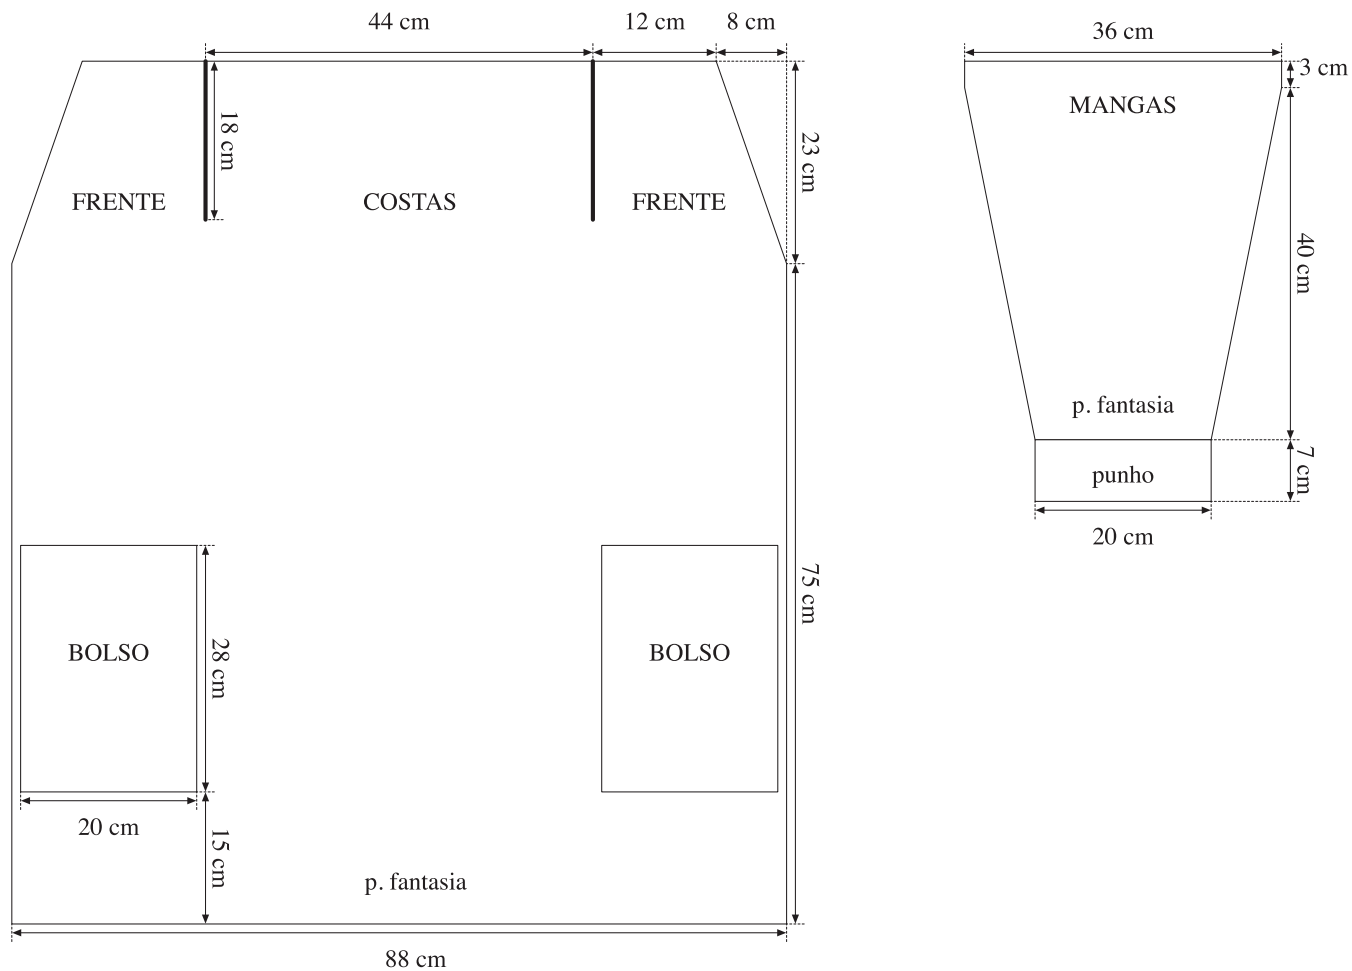 44 cm
12 cm
8 cm
18 cm
23 cm
FRENTE
COSTAS
FRENTE
BOLSO
28 cm
BOLSO
75 cm
20 cm
15 cm
p. fantasia
88 cm
36 cm
3 cm
MANGAS
40 cm
p. fantasia
punho
7 cm
20 cm